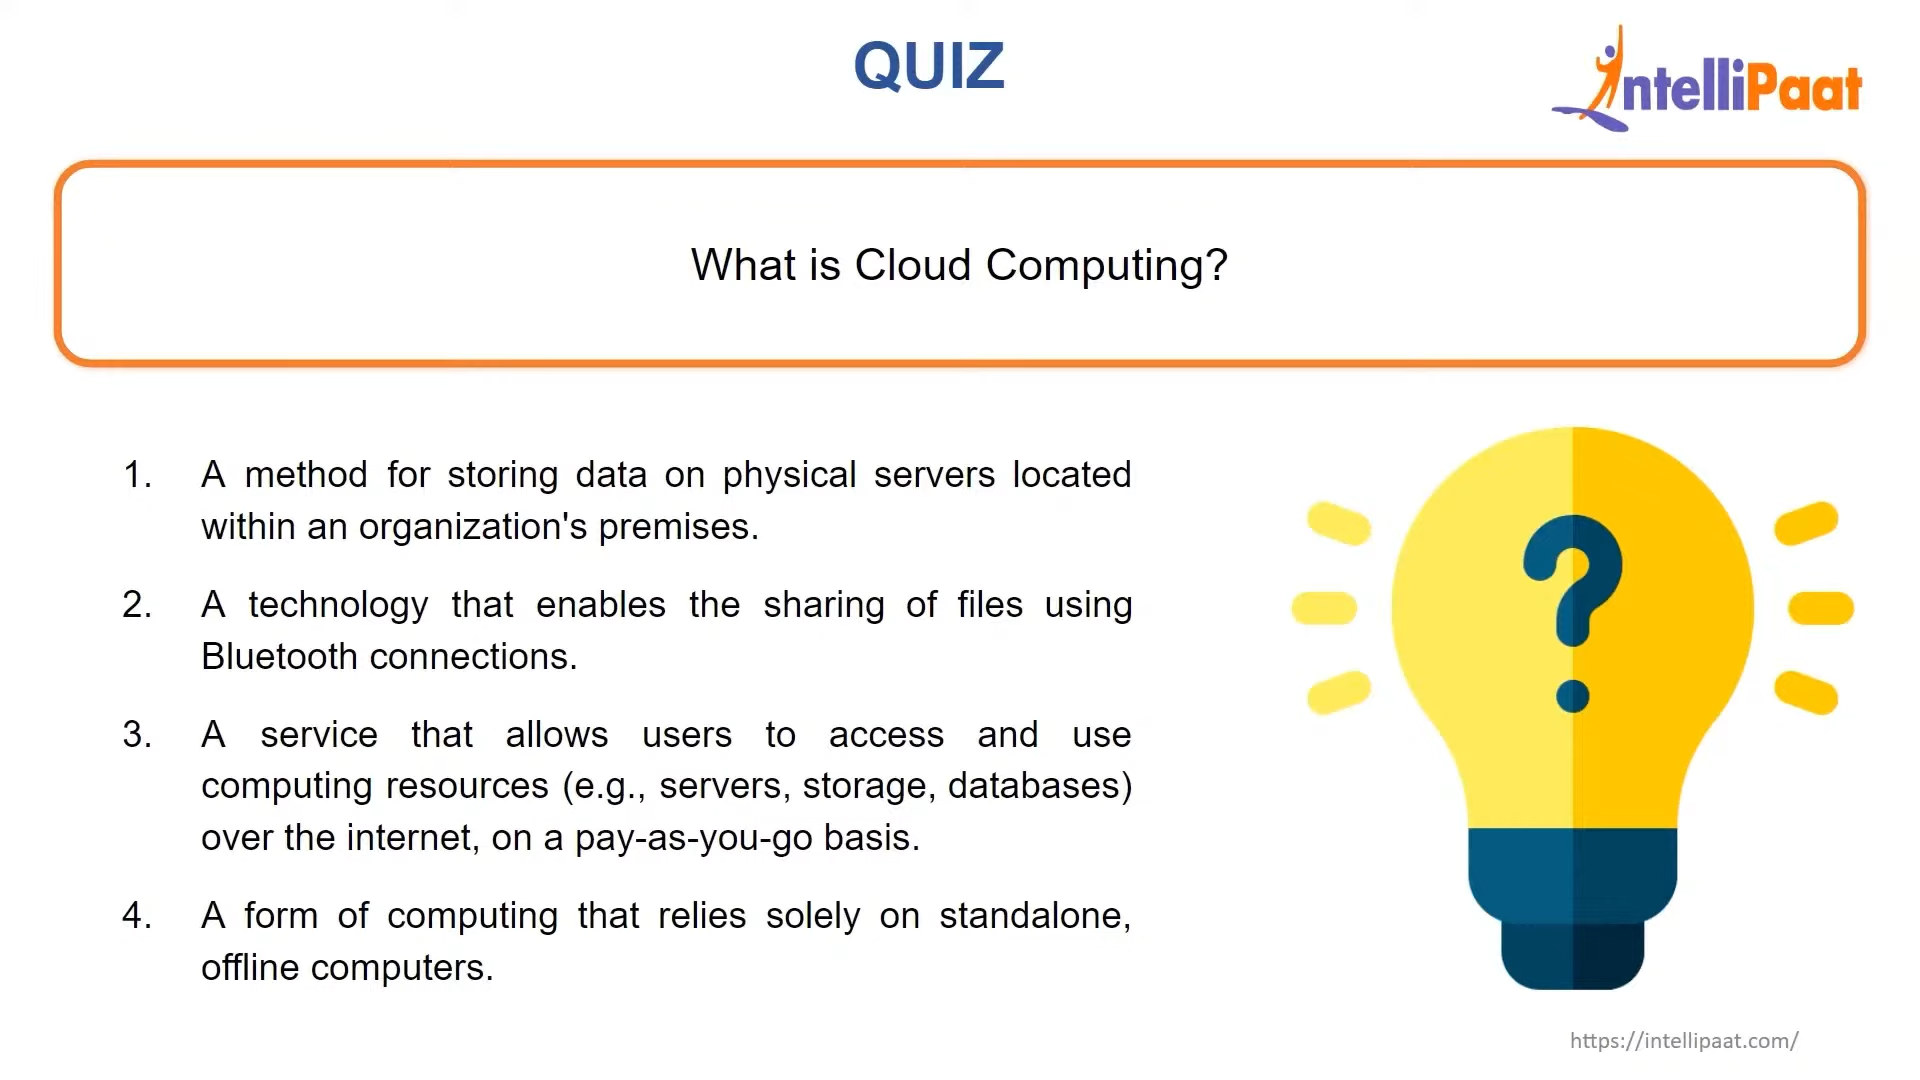 QUIZ
IntelliPaat
What is Cloud Computing?
1. A method for storing data on physical servers located
within an organization's premises.
2. A technology that enables the sharing of files using
Bluetooth connections.
3. A service that allows users to access and use
computing resources (e.g., servers, storage, databases)
over the internet, on a pay-as-you-go basis.
4. A form of computing that relies solely on standalone,
offline computers.
?
https://intellipaat.com/